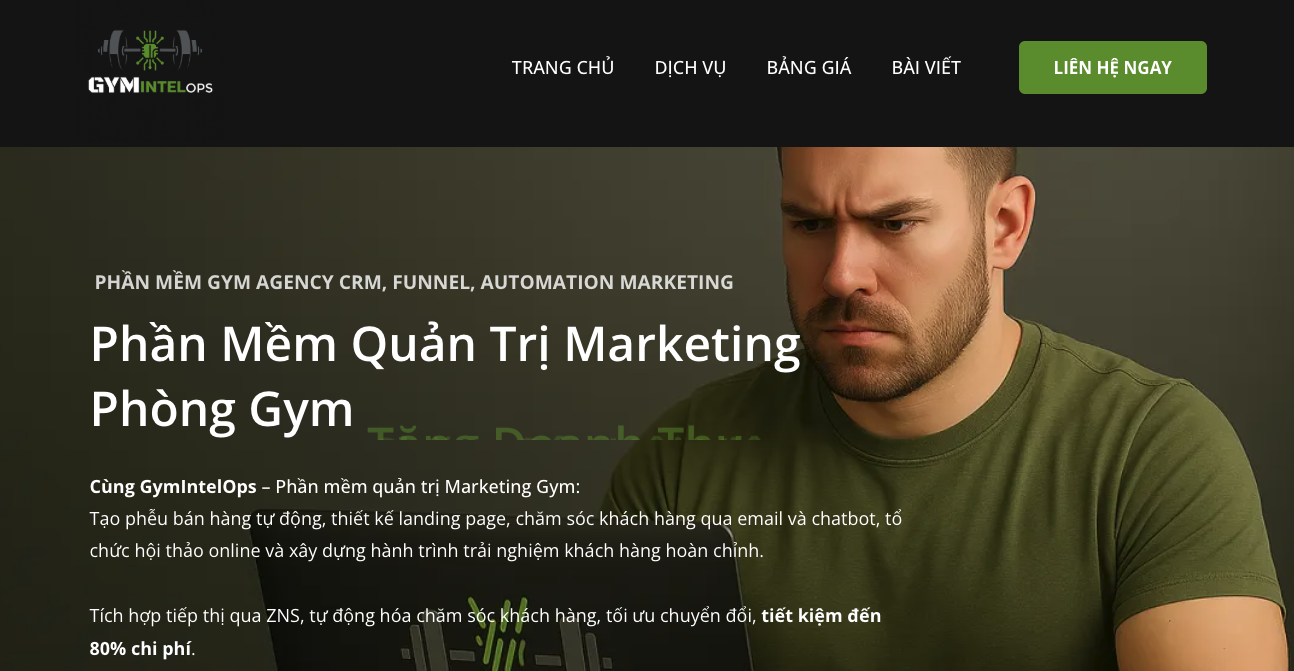 GYMINTELOPS
TRANG CHỦ
DỊCH VỤ
BẢNG GIÁ
BÀI VIẾT
LIÊN HỆ NGAY
PHẦN MỀM GYM AGENCY CRM, FUNNEL, AUTOMATION MARKETING
Phần Mềm Quản Trị Marketing
Phòng Gym
Cùng GymIntelOps – Phần mềm quản trị Marketing Gym:
Tạo phễu bán hàng tự động, thiết kế landing page, chăm sóc khách hàng qua email và chatbot, tổ
chức hội thảo online và xây dựng hành trình trải nghiệm khách hàng hoàn chỉnh.
Tích hợp tiếp thị qua ZNS, tự động hóa chăm sóc khách hàng, tối ưu chuyển đổi, tiết kiệm đến
80% chi phí.